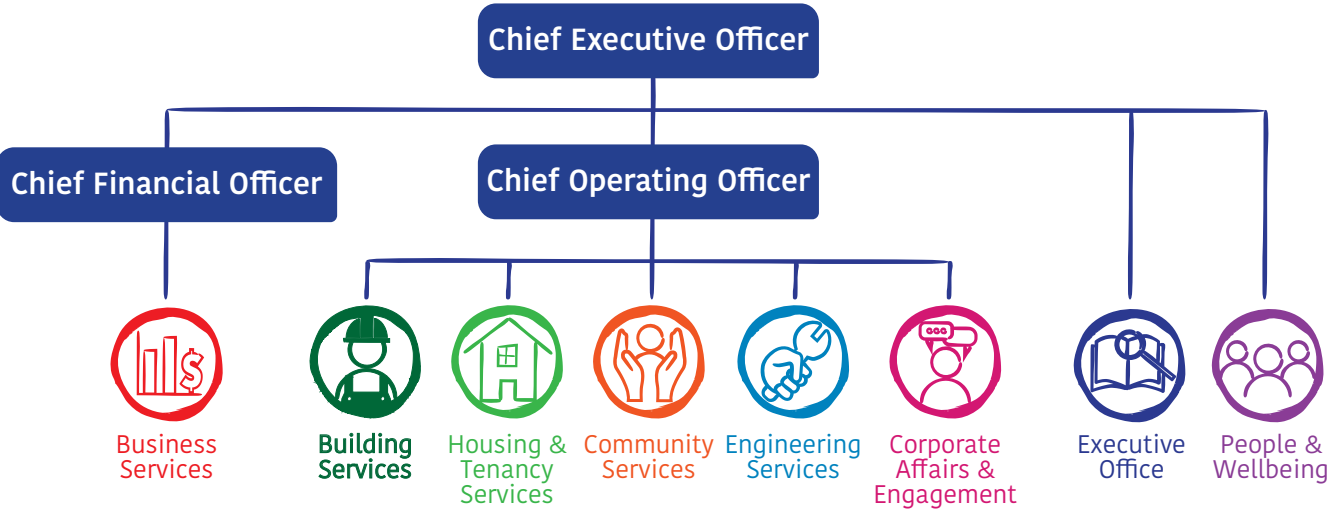 Chief Executive Officer
Chief Financial Officer
Chief Operating Officer
Business
Services
Building
Services
Housing &
Tenancy
Services
Community
Services
Engineering
Services
Corporate
Affairs &
Engagement
Executive
Office
People &
Wellbeing